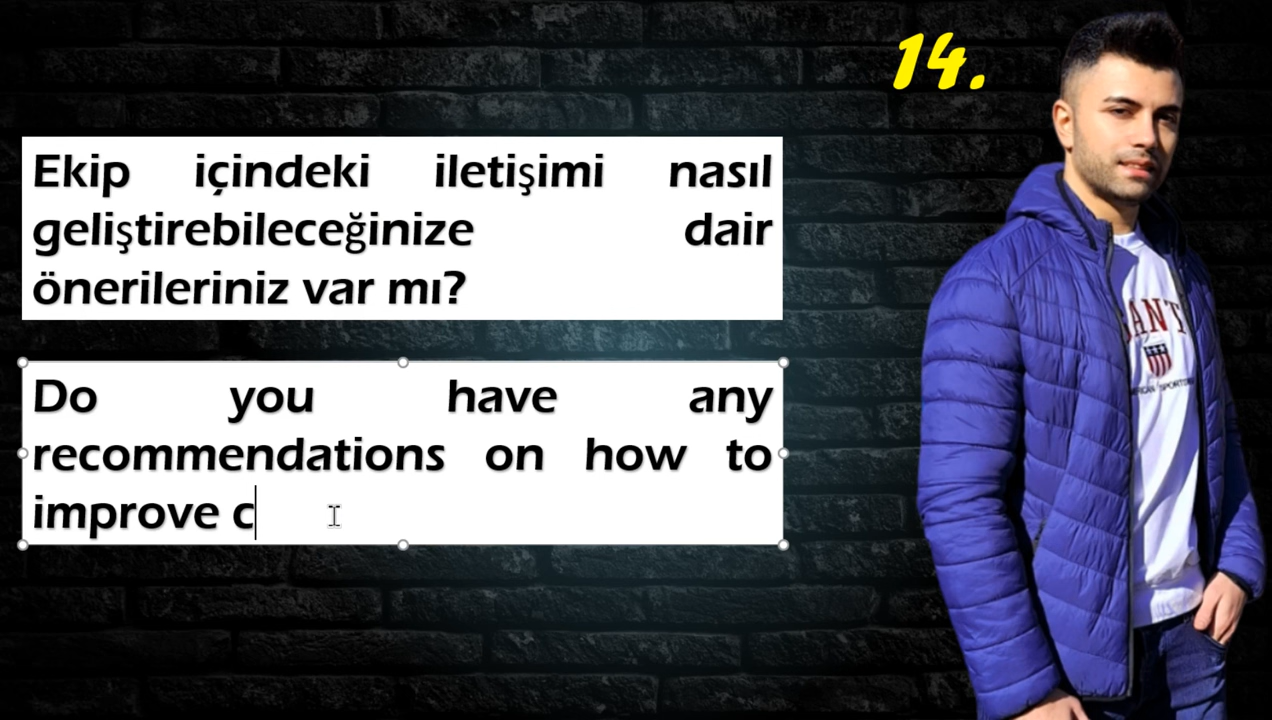 14.
Ekip içindeki iletişimi nasıl
geliştirebileceğinize dair
önerileriniz var mı?
Do you have any
recommendations on how to
improve c